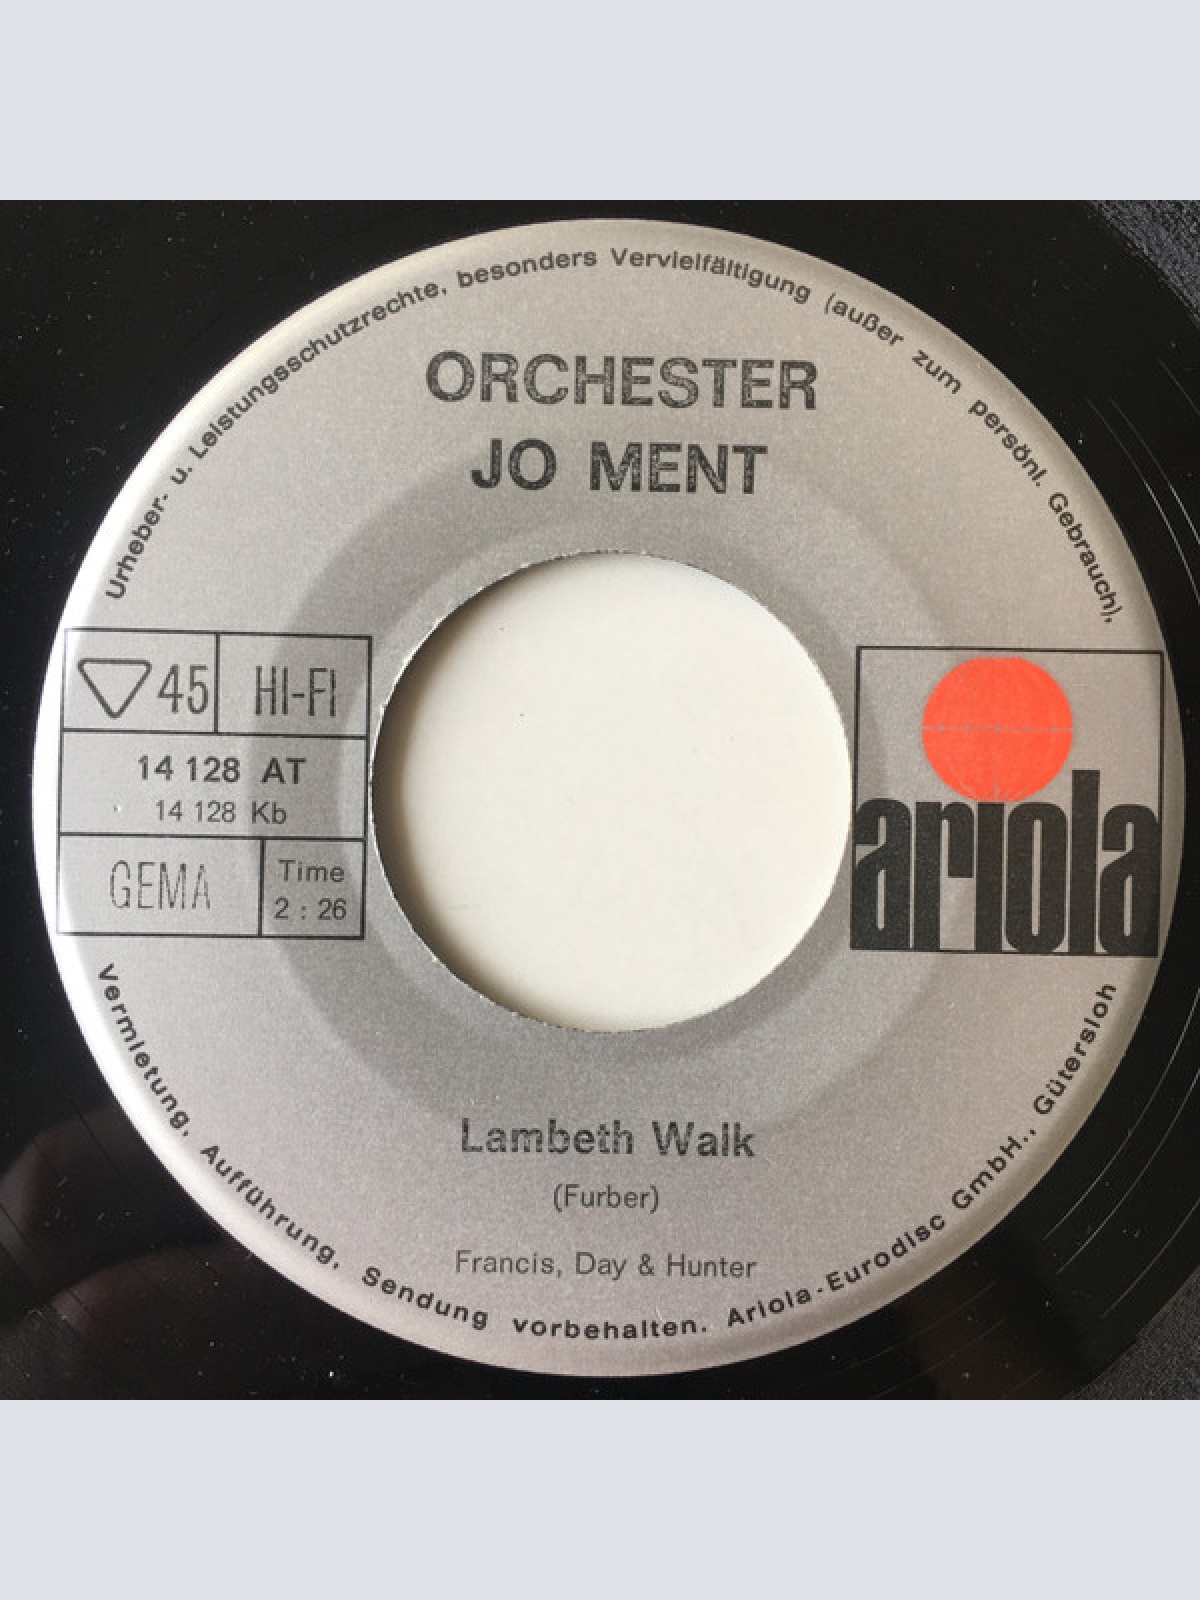 Urheber- u. Leistungsschutzrechte, besonders Vervielfältigung (außer zum persönl. Gebrauch),
ORCHESTER
JO MENT
45 HI-FI
14 128 AT
14 128 Kb
GEMA
Time
2 : 26
ariola
Lambeth Walk
(Furber)
Francis, Day & Hunter
Vermietung, Aufführung, Sendung vorbehalten. Ariola-Eurodisc GmbH., Gütersloh